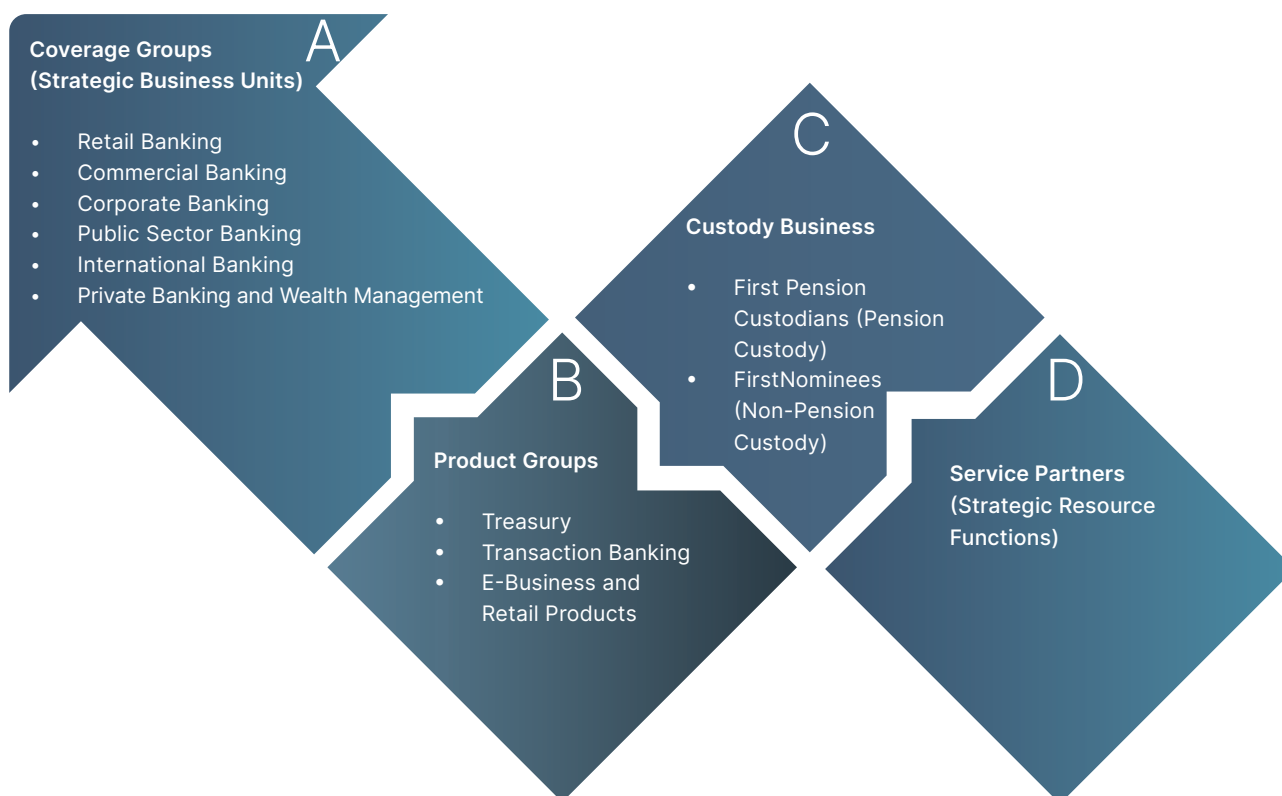 A
Coverage Groups
(Strategic Business Units)
• Retail Banking
• Commercial Banking
• Corporate Banking
• Public Sector Banking
• International Banking
• Private Banking and Wealth Management
B
Product Groups
• Treasury
• Transaction Banking
• E-Business and
Retail Products
C
Custody Business
• First Pension
Custodians (Pension
Custody)
• FirstNominees
(Non-Pension
Custody)
D
Service Partners
(Strategic Resource
Functions)